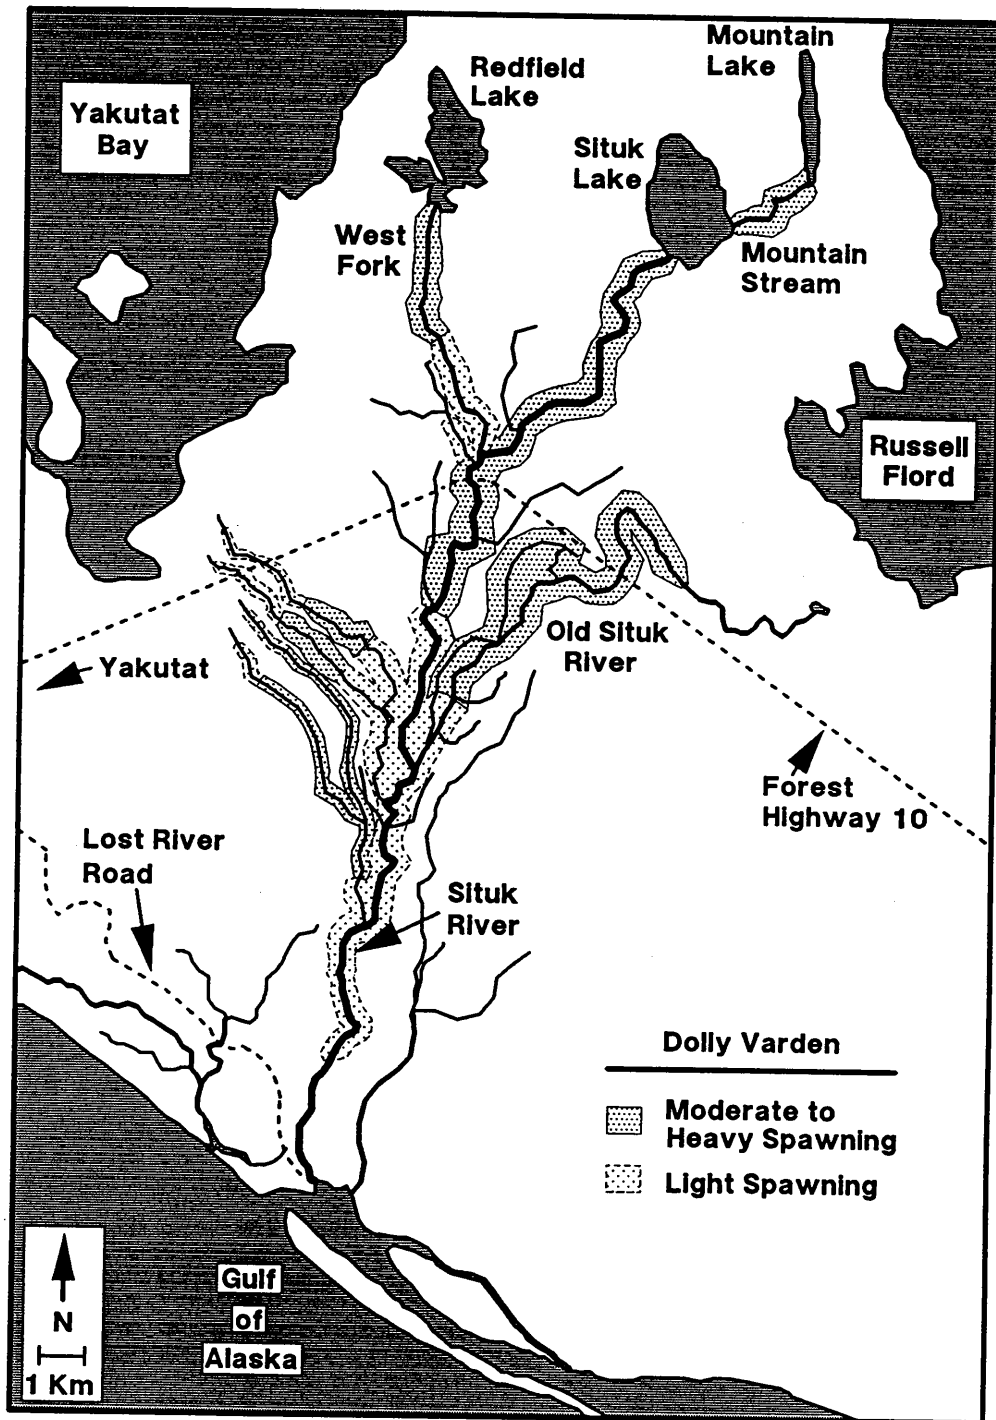 Mountain
Lake
Redfield
Lake
Yakutat
Bay
Situk
Lake
West
Fork
Mountain
Stream
Russell
Fiord
Old Situk
River
Yakutat
Forest
Highway 10
Lost River
Road
Situk
River
Dolly Varden
Moderate to
Heavy Spawning
Light Spawning
Gulf
of
Alaska
N
1 Km